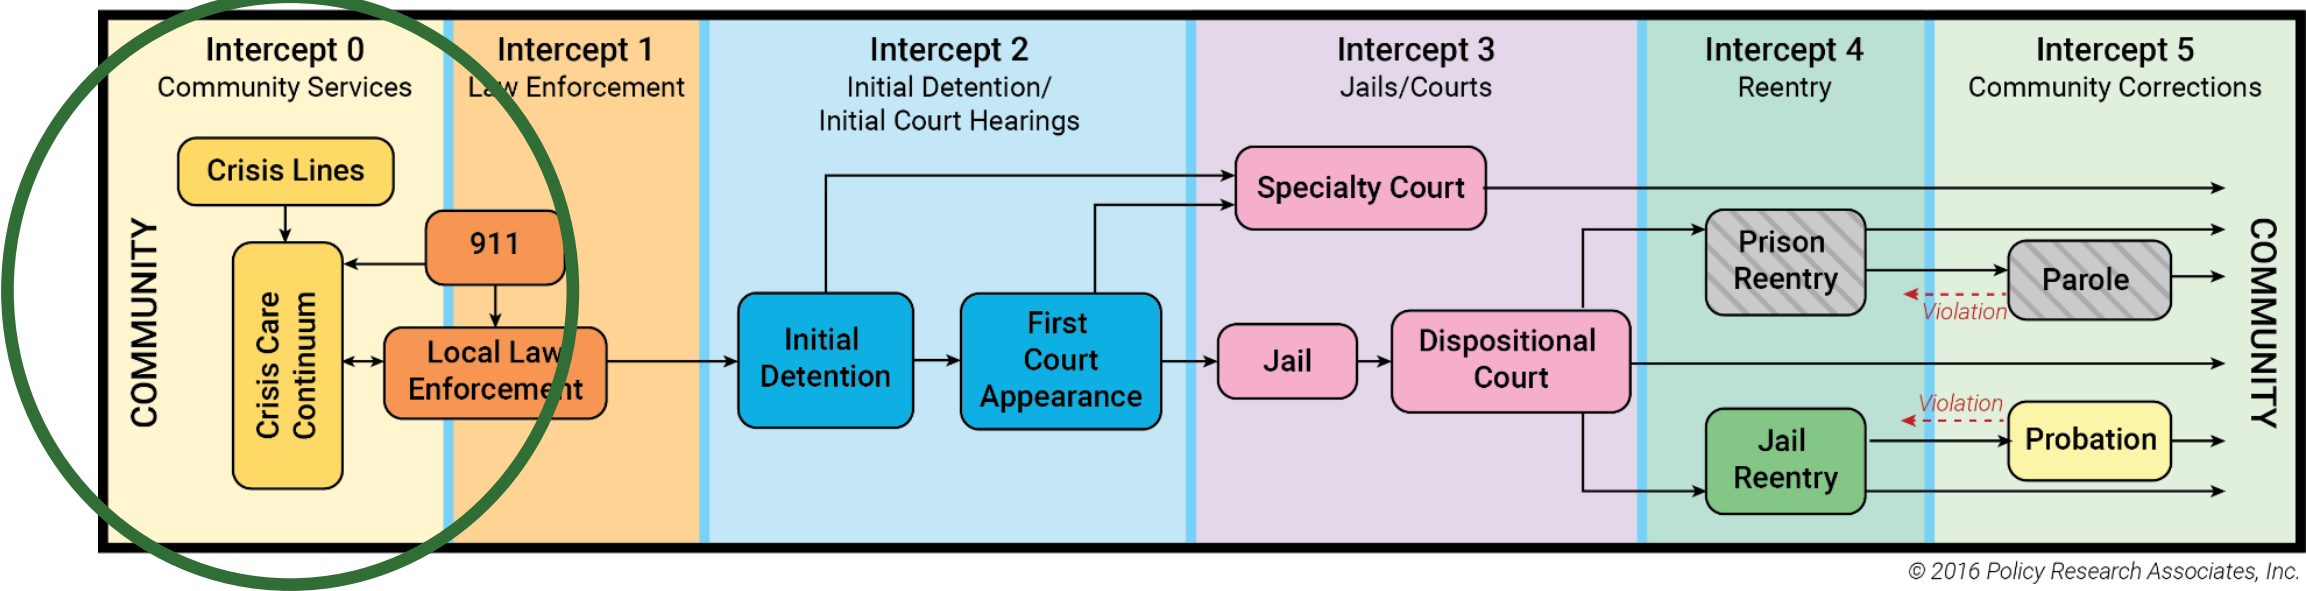 Intercept 0
Community Services
Intercept 1
Law Enforcement
Intercept 2
Initial Detention/
Initial Court Hearings
Intercept 3
Jails/Courts
Intercept 4
Reentry
Intercept 5
Community Corrections
COMMUNITY
Crisis Lines
Crisis Care
Continuum
911
Local Law
Enforcement
Initial
Detention
First
Court
Appearance
Specialty Court
Jail
Dispositional
Court
Prison
Reentry
Parole
Violation
Violation
Jail
Reentry
Probation
COMMUNITY
© 2016 Policy Research Associates, Inc.